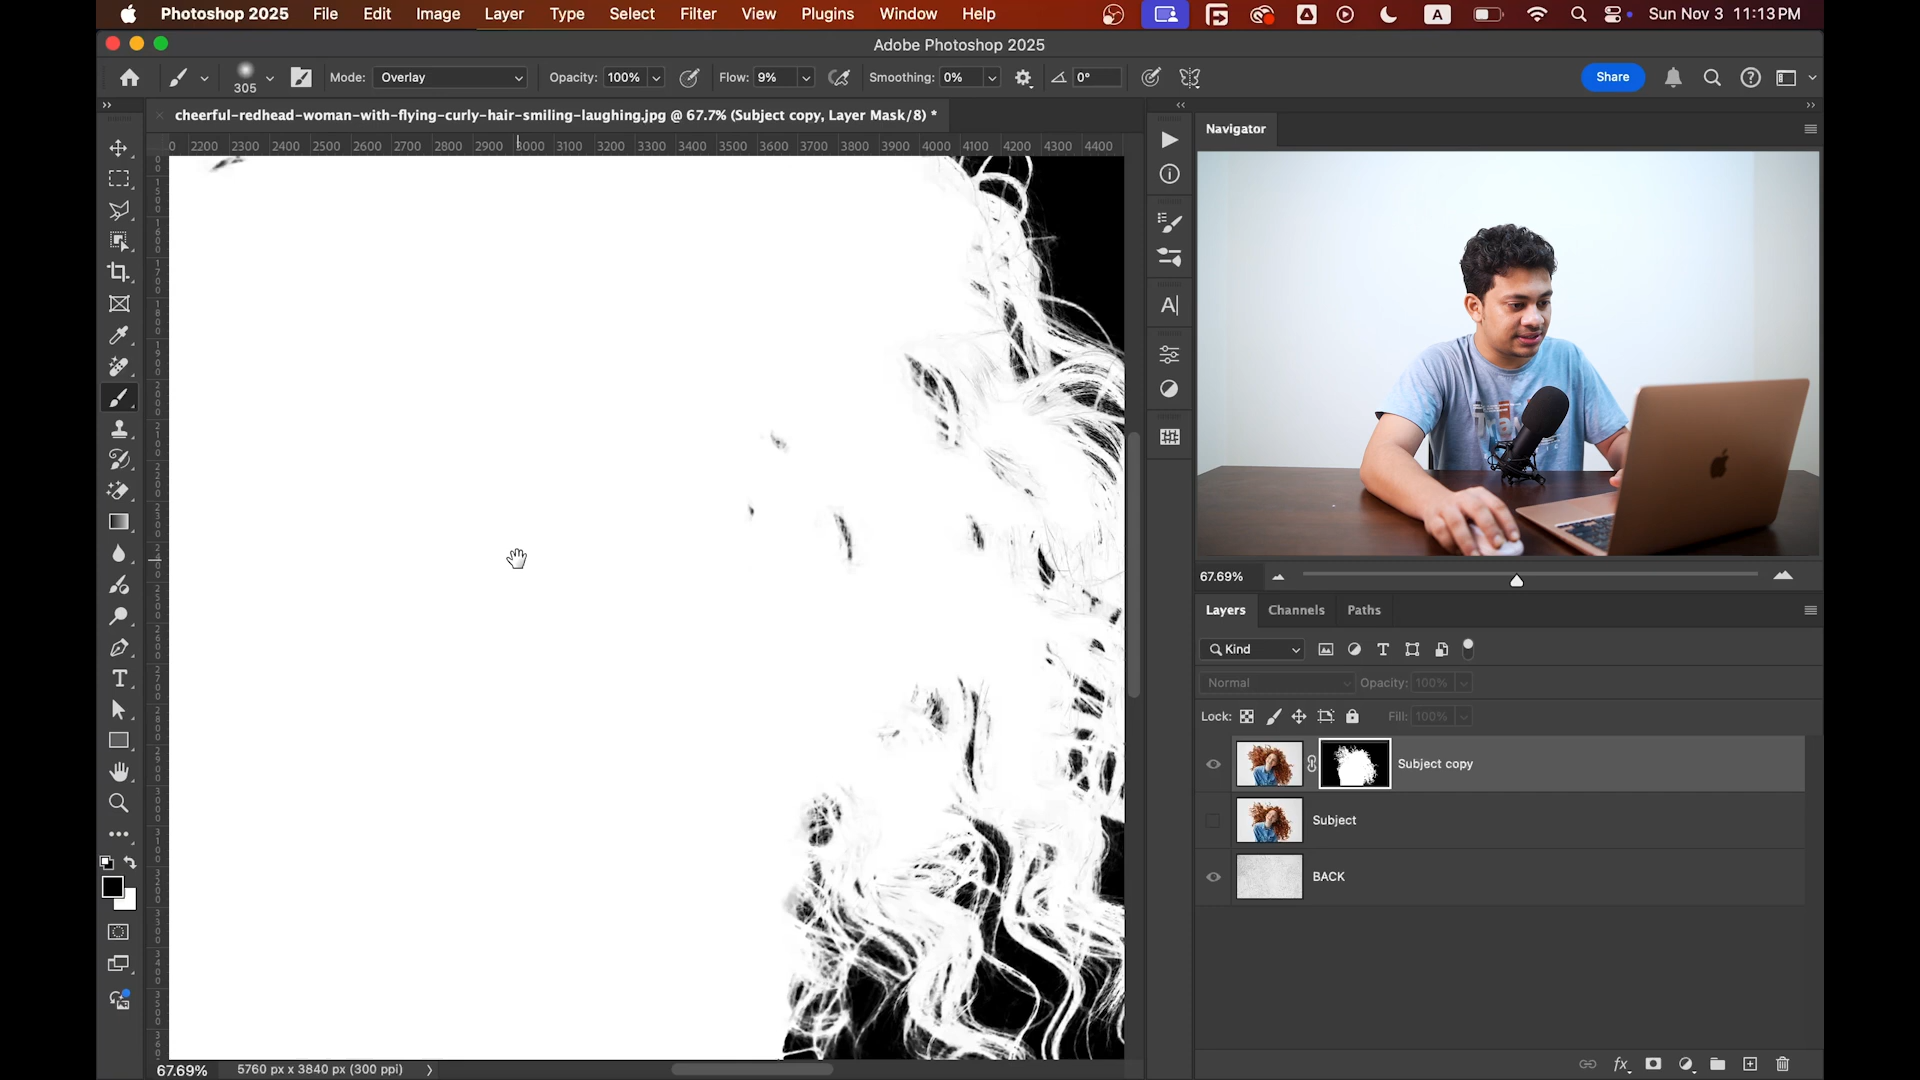 Photoshop 2025 File Edit Image Layer Type Select Filter View Plugins Window Help A Sun Nov 3 11:13 PM
Adobe Photoshop 2025
305 Mode: Overlay Opacity: 100% Flow: 9% Smoothing: 0% 0° Share
cheerful-redhead-woman-with-flying-curly-hair-smiling-laughing.jpg @ 67.7% (Subject copy, Layer Mask/8) *
0 2200 2300 2400 2500 2600 2700 2800 2900 3000 3100 3200 3300 3400 3500 3600 3700 3800 3900 4000 4100 4200 4300 4400
Navigator
67.69%
Layers Channels Paths
Kind
Normal Opacity: 100%
Lock: Fill: 100%
Subject copy
Subject
BACK
67.69% 5760 px x 3840 px (300 ppi)